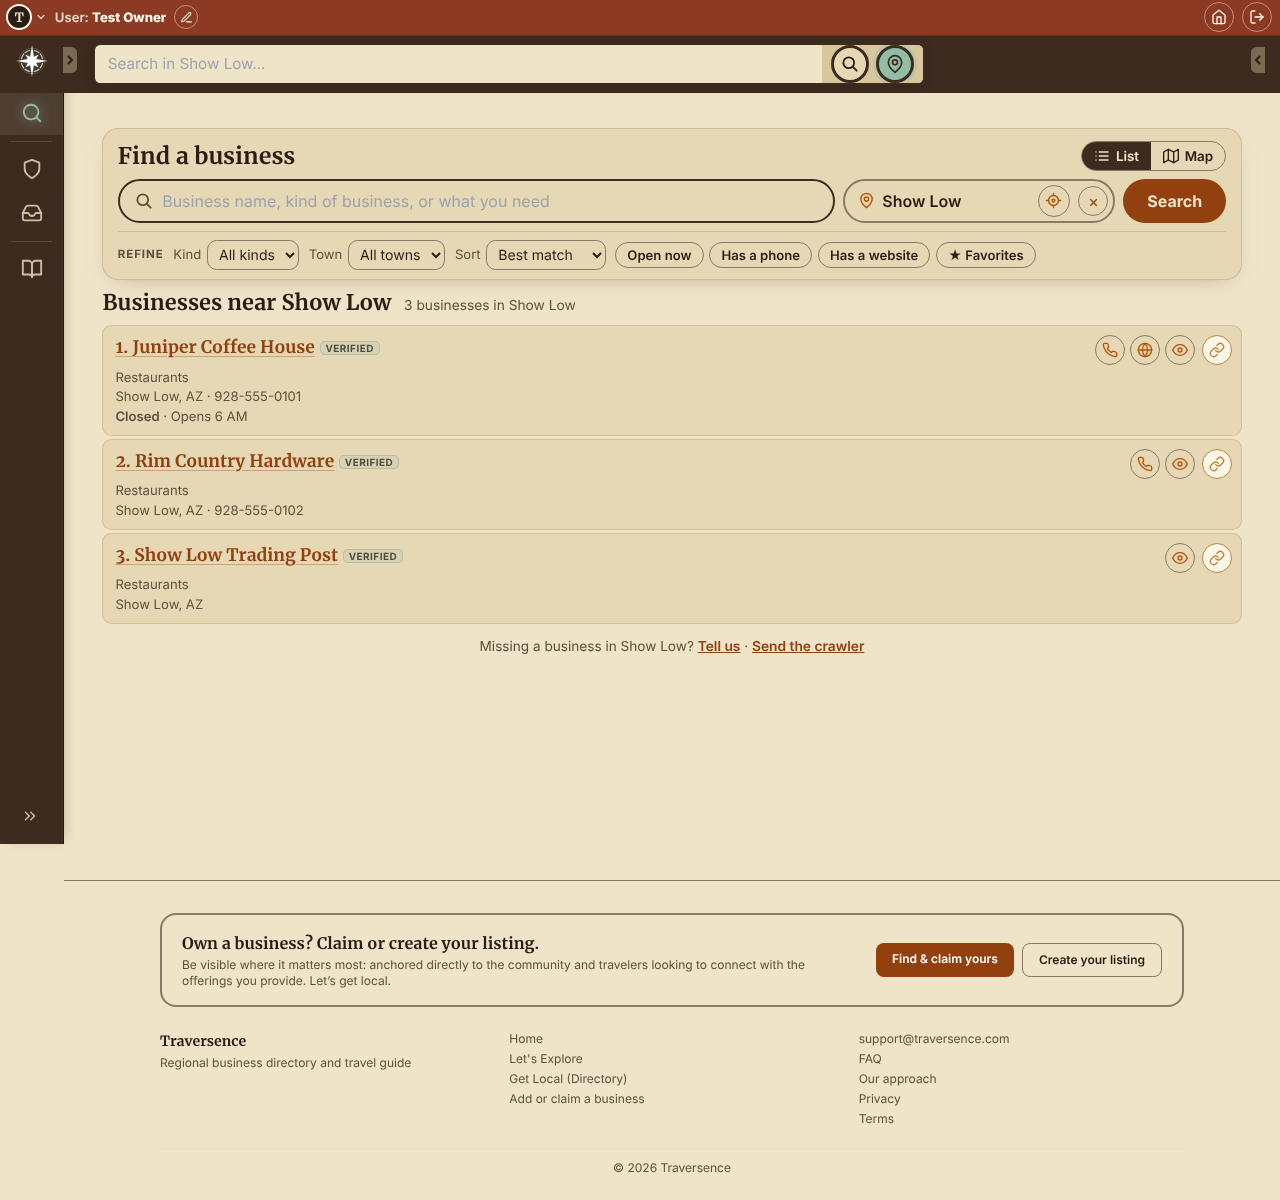 T User: Test Owner
Search in Show Low...
Find a business
List Map
Business name, kind of business, or what you need
Show Low
Search
REFINE Kind All kinds Town All towns Sort Best match Open now Has a phone Has a website ★ Favorites
Businesses near Show Low 3 businesses in Show Low
1. Juniper Coffee House VERIFIED
Restaurants
Show Low, AZ · 928-555-0101
Closed · Opens 6 AM
2. Rim Country Hardware VERIFIED
Restaurants
Show Low, AZ · 928-555-0102
3. Show Low Trading Post VERIFIED
Restaurants
Show Low, AZ
Missing a business in Show Low? Tell us · Send the crawler
Own a business? Claim or create your listing.
Be visible where it matters most: anchored directly to the community and travelers looking to connect with the
offerings you provide. Let’s get local.
Find & claim yours Create your listing
Traversence
Regional business directory and travel guide
Home
Let's Explore
Get Local (Directory)
Add or claim a business
support@traversence.com
FAQ
Our approach
Privacy
Terms
© 2026 Traversence